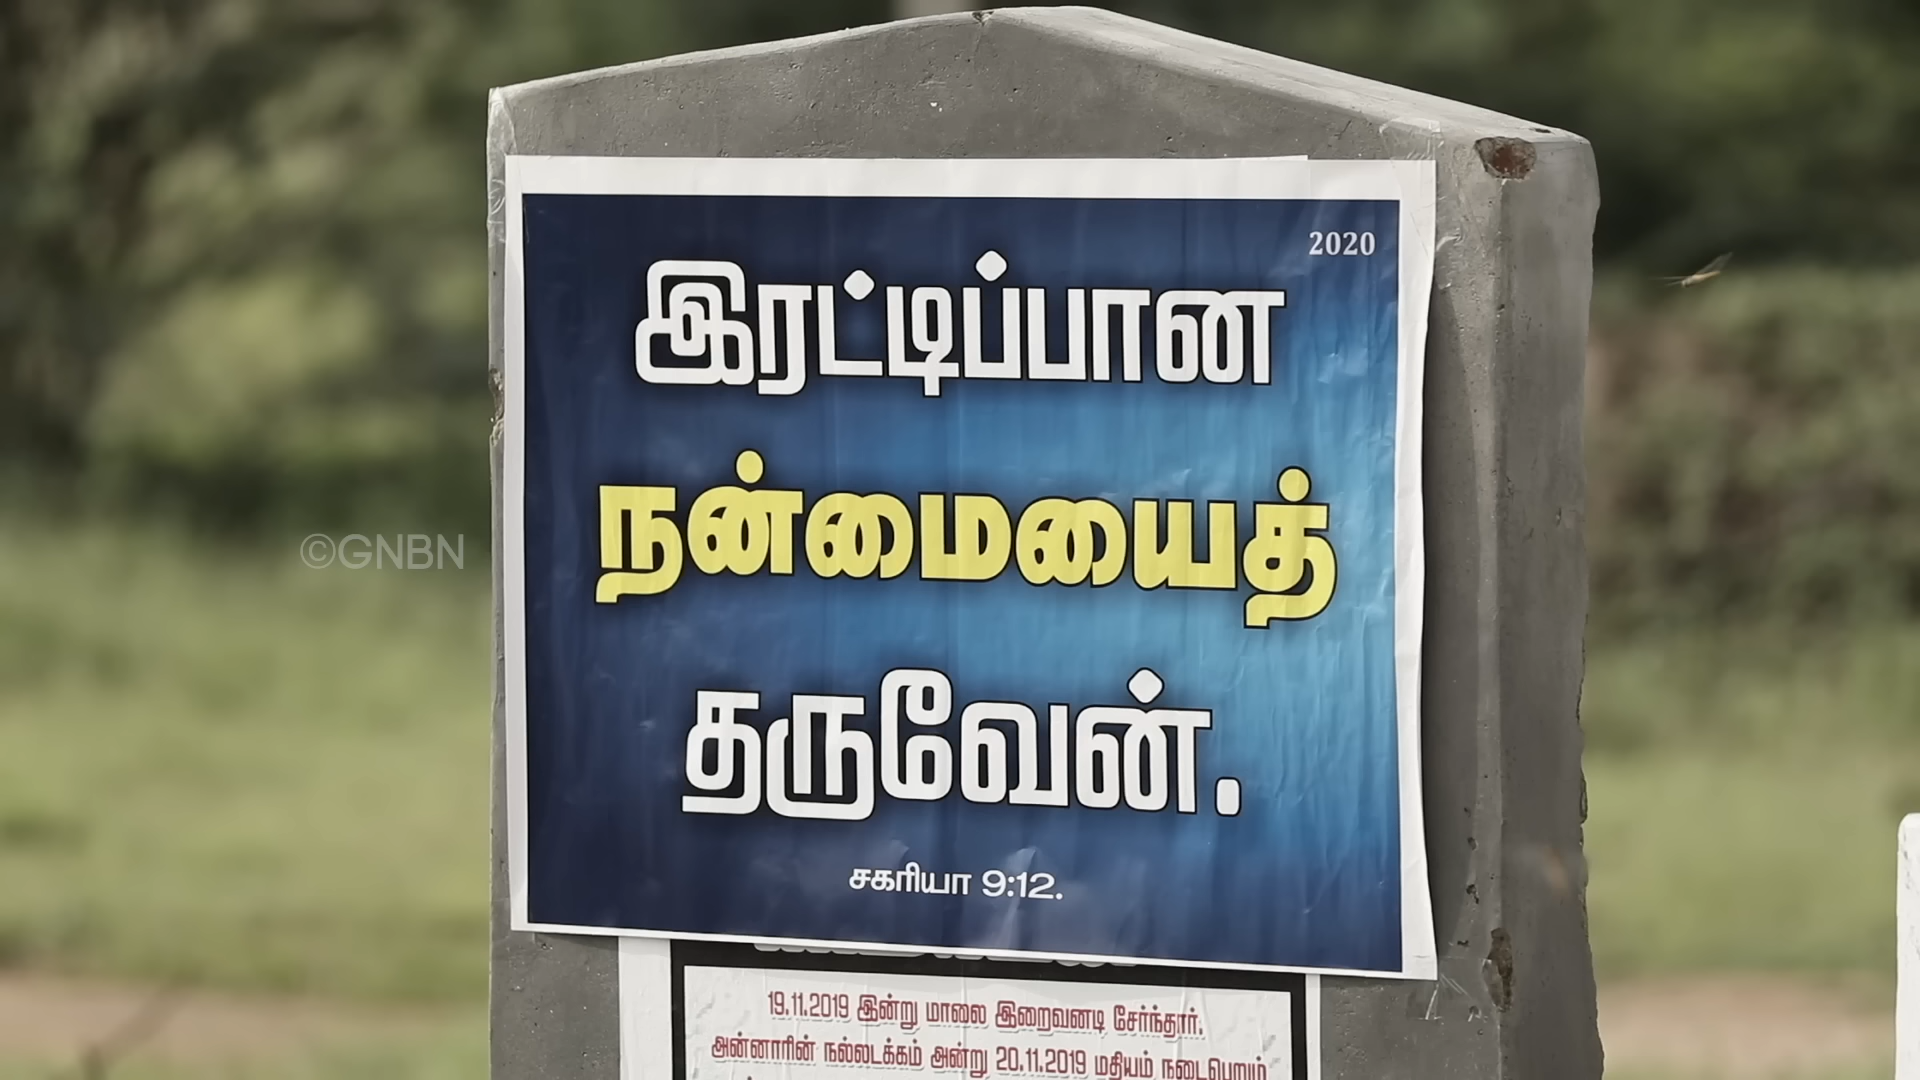 2020
இரட்டிப்பான
நன்மையைத்
தருவேன்.
சகரியா 9:12.
©GNBN
19.11.2019 இன்று மாலை இறைவனடி சேர்ந்தார்.
அன்னாரின் நல்லடக்கம் அன்று 20.11.2019 மதியம் நடைபெறும்